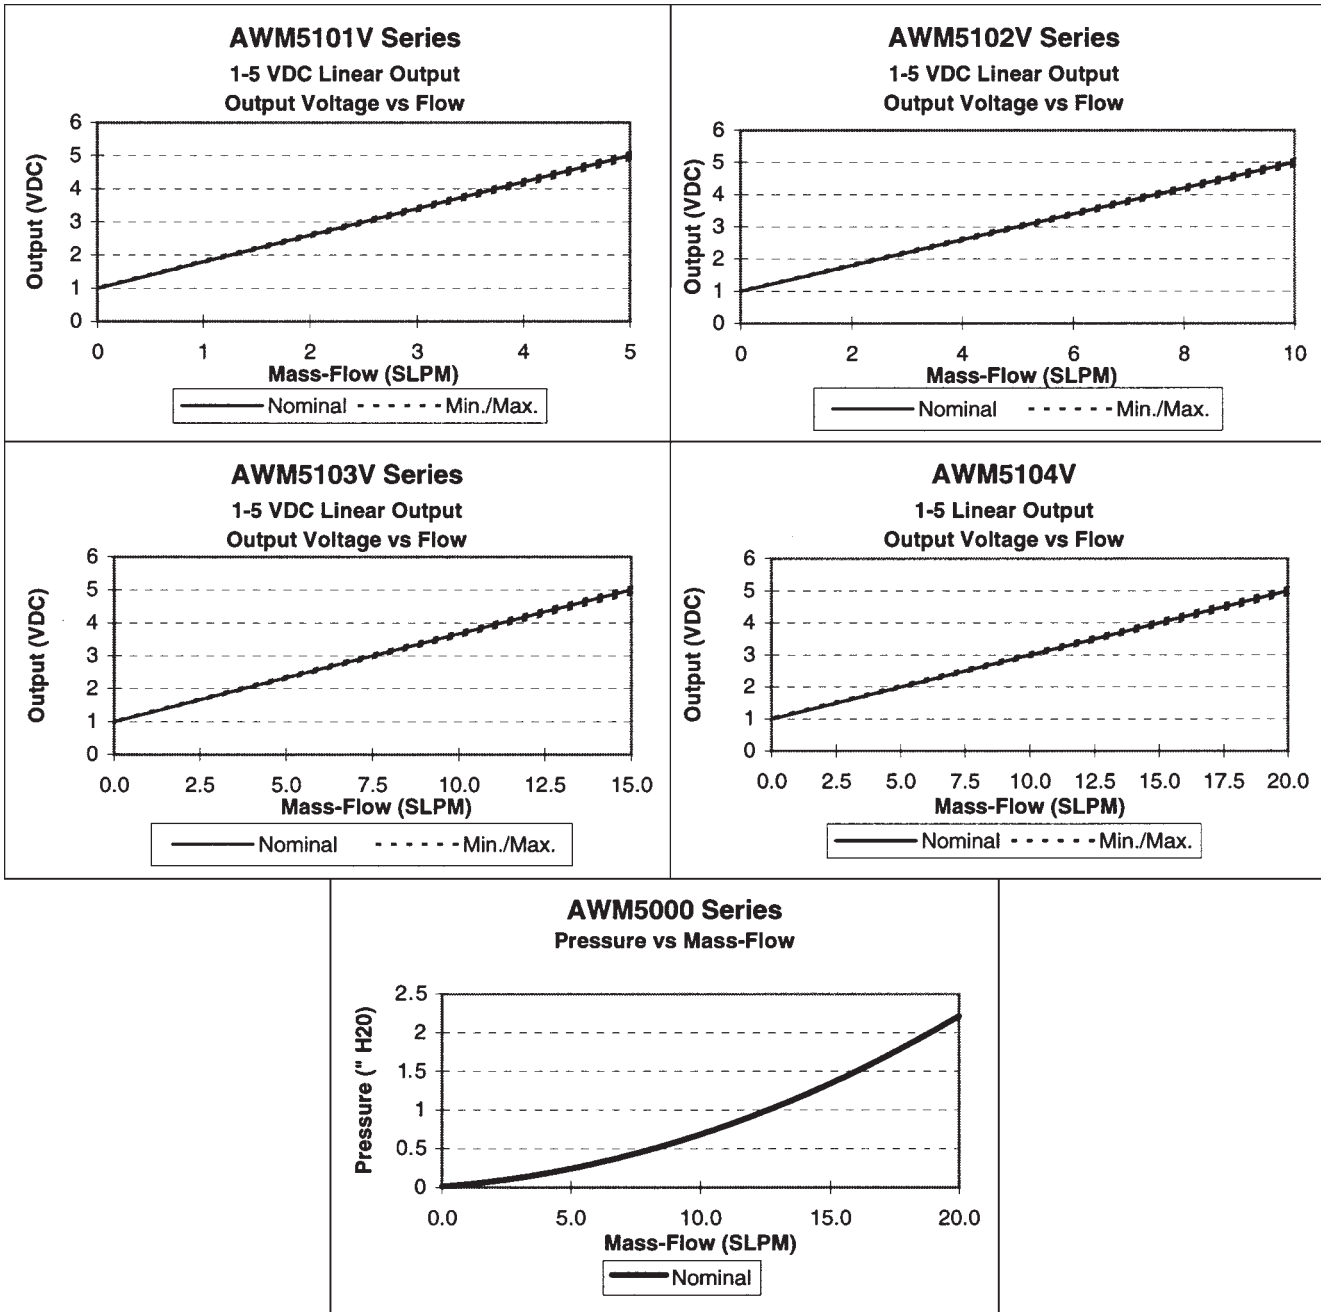 AWM5101V Series
1-5 VDC Linear Output
Output Voltage vs Flow
Output (VDC)
6
5
4
3
2
1
0
0 1 2 3 4 5
Mass-Flow (SLPM)
Nominal Min./Max.
AWM5102V Series
1-5 VDC Linear Output
Output Voltage vs Flow
Output (VDC)
6
5
4
3
2
1
0
0 2 4 6 8 10
Mass-Flow (SLPM)
Nominal Min./Max.
AWM5103V Series
1-5 VDC Linear Output
Output Voltage vs Flow
Output (VDC)
6
5
4
3
2
1
0
0.0 2.5 5.0 7.5 10.0 12.5 15.0
Mass-Flow (SLPM)
Nominal Min./Max.
AWM5104V
1-5 Linear Output
Output Voltage vs Flow
Output (VDC)
6
5
4
3
2
1
0
0.0 2.5 5.0 7.5 10.0 12.5 15.0 17.5 20.0
Mass-Flow (SLPM)
Nominal Min./Max.
AWM5000 Series
Pressure vs Mass-Flow
Pressure (" H20)
2.5
2
1.5
1
0.5
0
0.0 5.0 10.0 15.0 20.0
Mass-Flow (SLPM)
Nominal